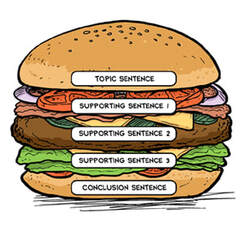 TOPIC SENTENCE
SUPPORTING SENTENCE 1
SUPPORTING SENTENCE 2
SUPPORTING SENTENCE 3
CONCLUSION SENTENCE